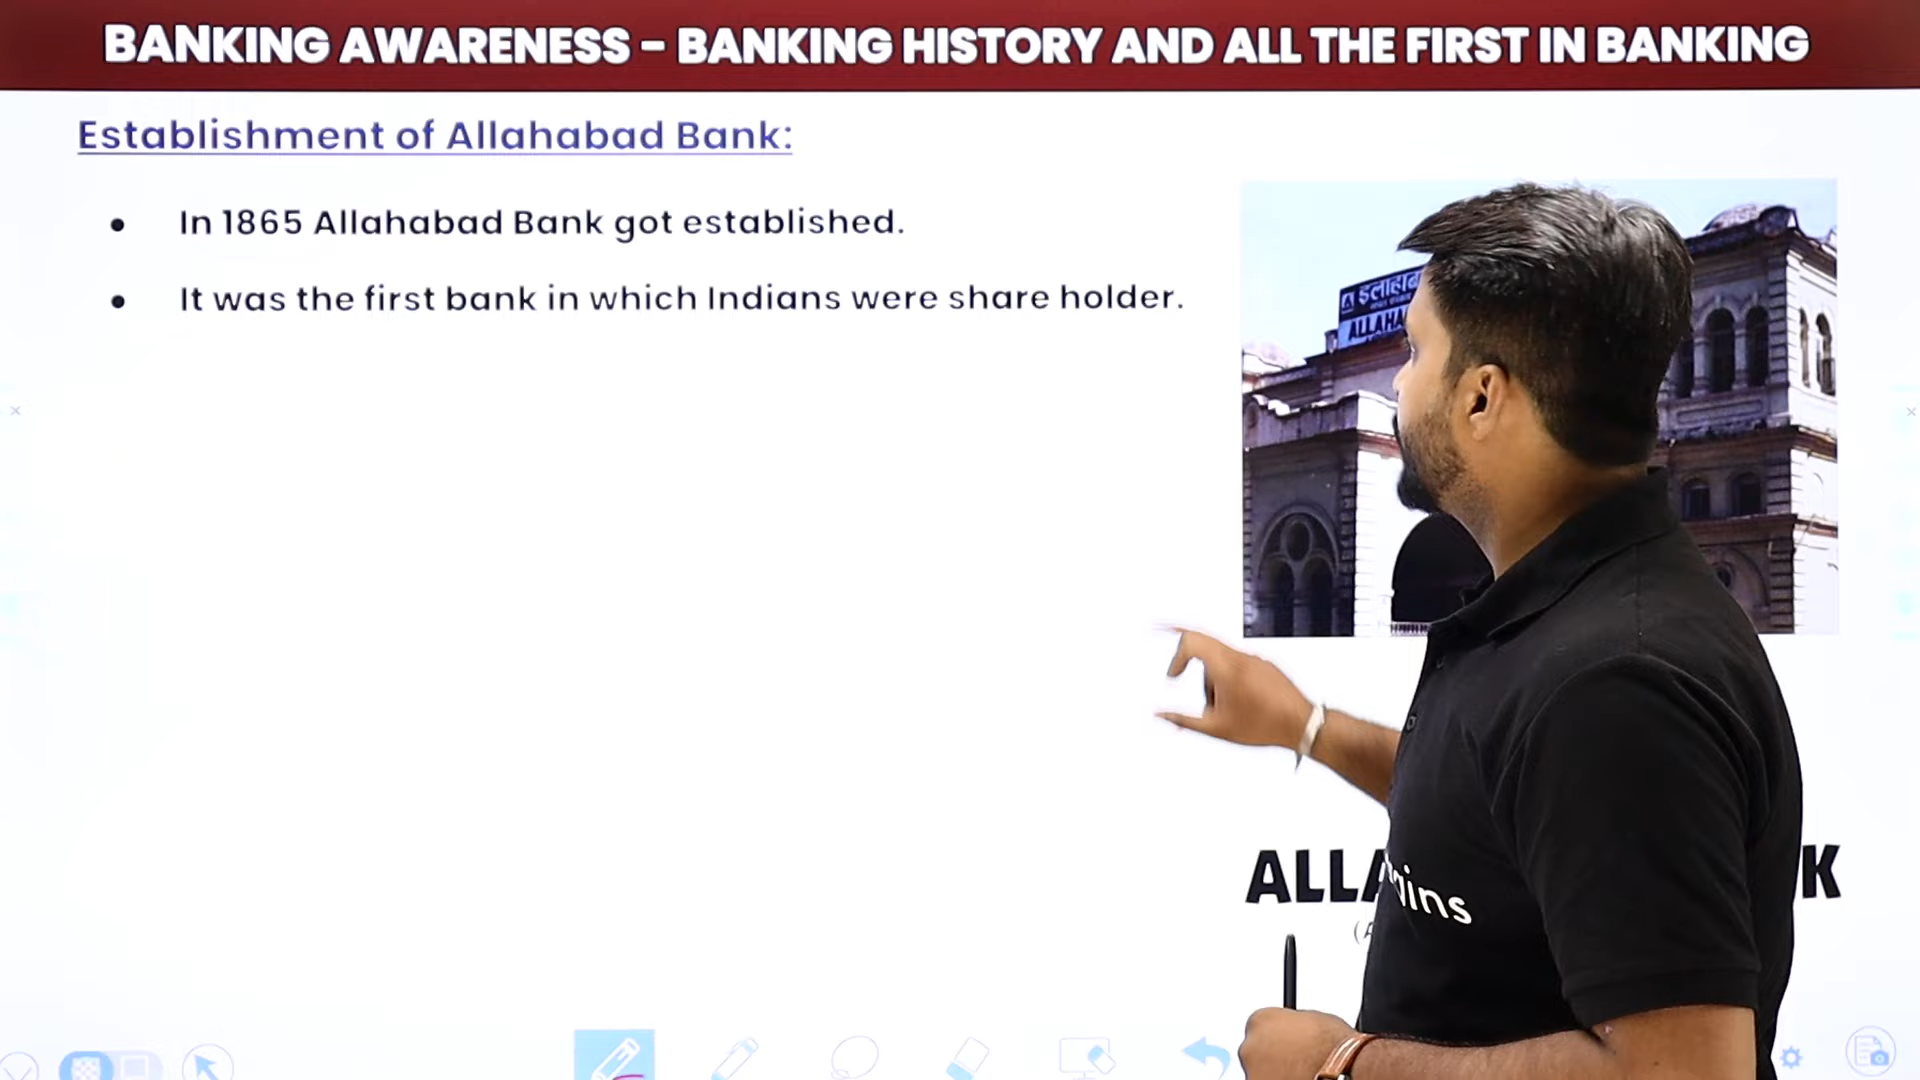 BANKING AWARENESS – BANKING HISTORY AND ALL THE FIRST IN BANKING
Establishment of Allahabad Bank:
• In 1865 Allahabad Bank got established.
• It was the first bank in which Indians were share holder.